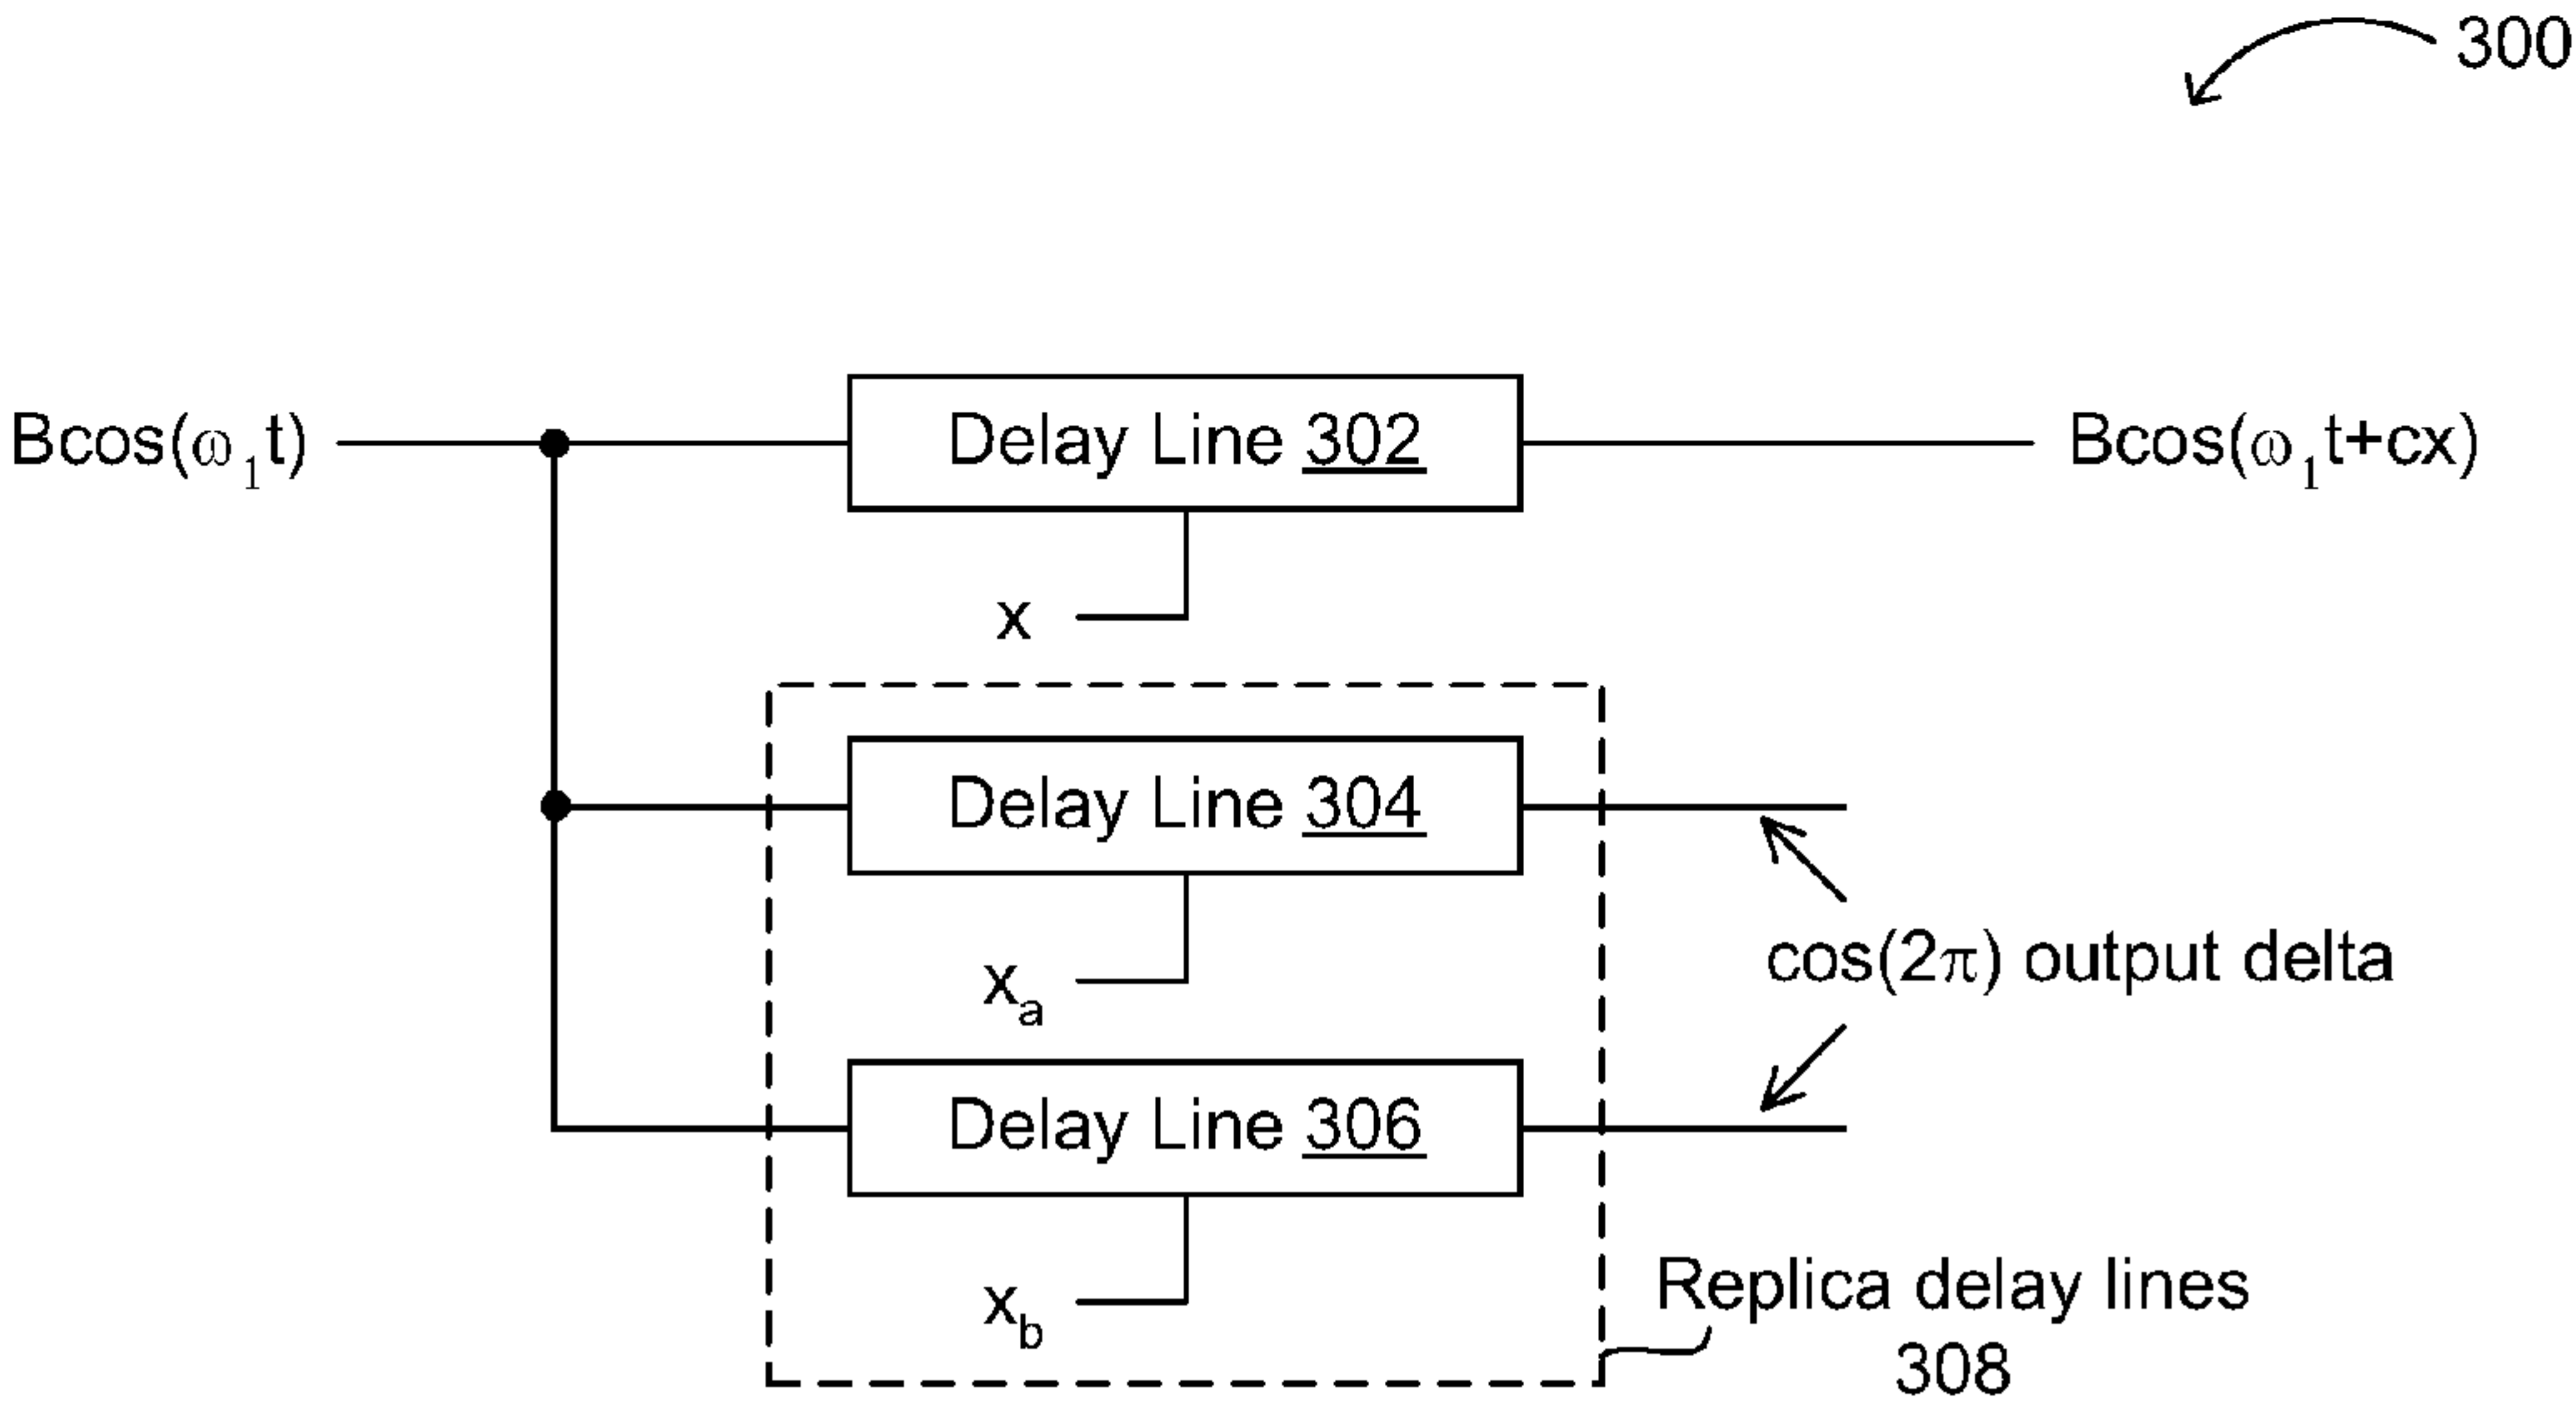 300
Bcos(ω₁t)
Delay Line 302
Bcos(ω₁t+cx)
x
Delay Line 304
xₐ
cos(2π) output delta
Delay Line 306
x_b
Replica delay lines
308